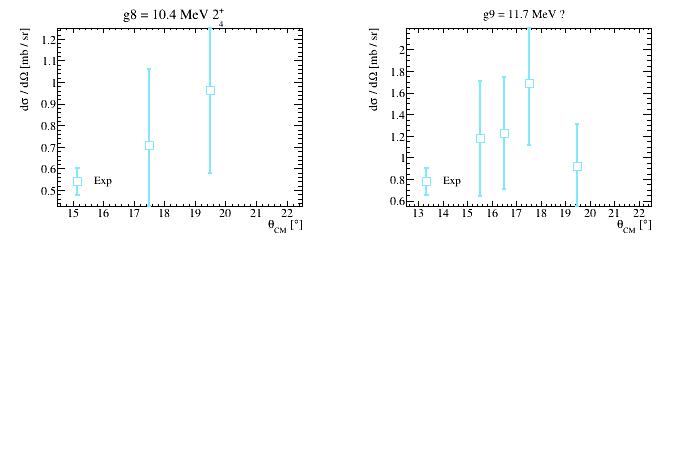 g8 = 10.4 MeV 2⁺₄
dσ / dΩ [mb / sr]
1.2
1.1
1
0.9
0.8
0.7
0.6
0.5
Exp
15 16 17 18 19 20 21 22
θCM [°]
g9 = 11.7 MeV ?
dσ / dΩ [mb / sr]
2
1.8
1.6
1.4
1.2
1
0.8
0.6
Exp
13 14 15 16 17 18 19 20 21 22
θCM [°]